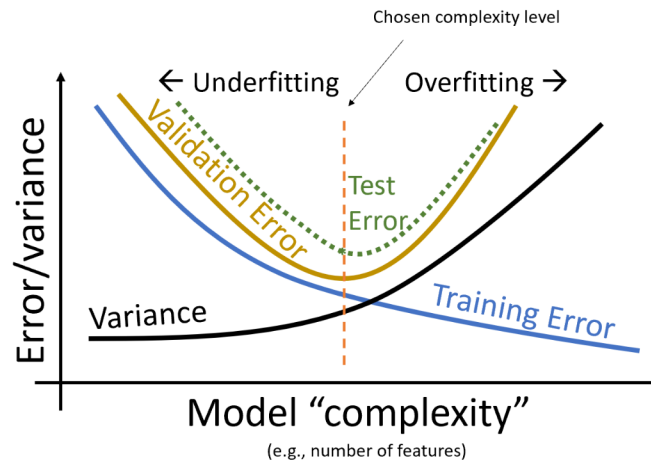 Chosen complexity level
← Underfitting
Overfitting →
Validation Error
Test
Error
Variance
Training Error
Error/variance
Model “complexity”
(e.g., number of features)